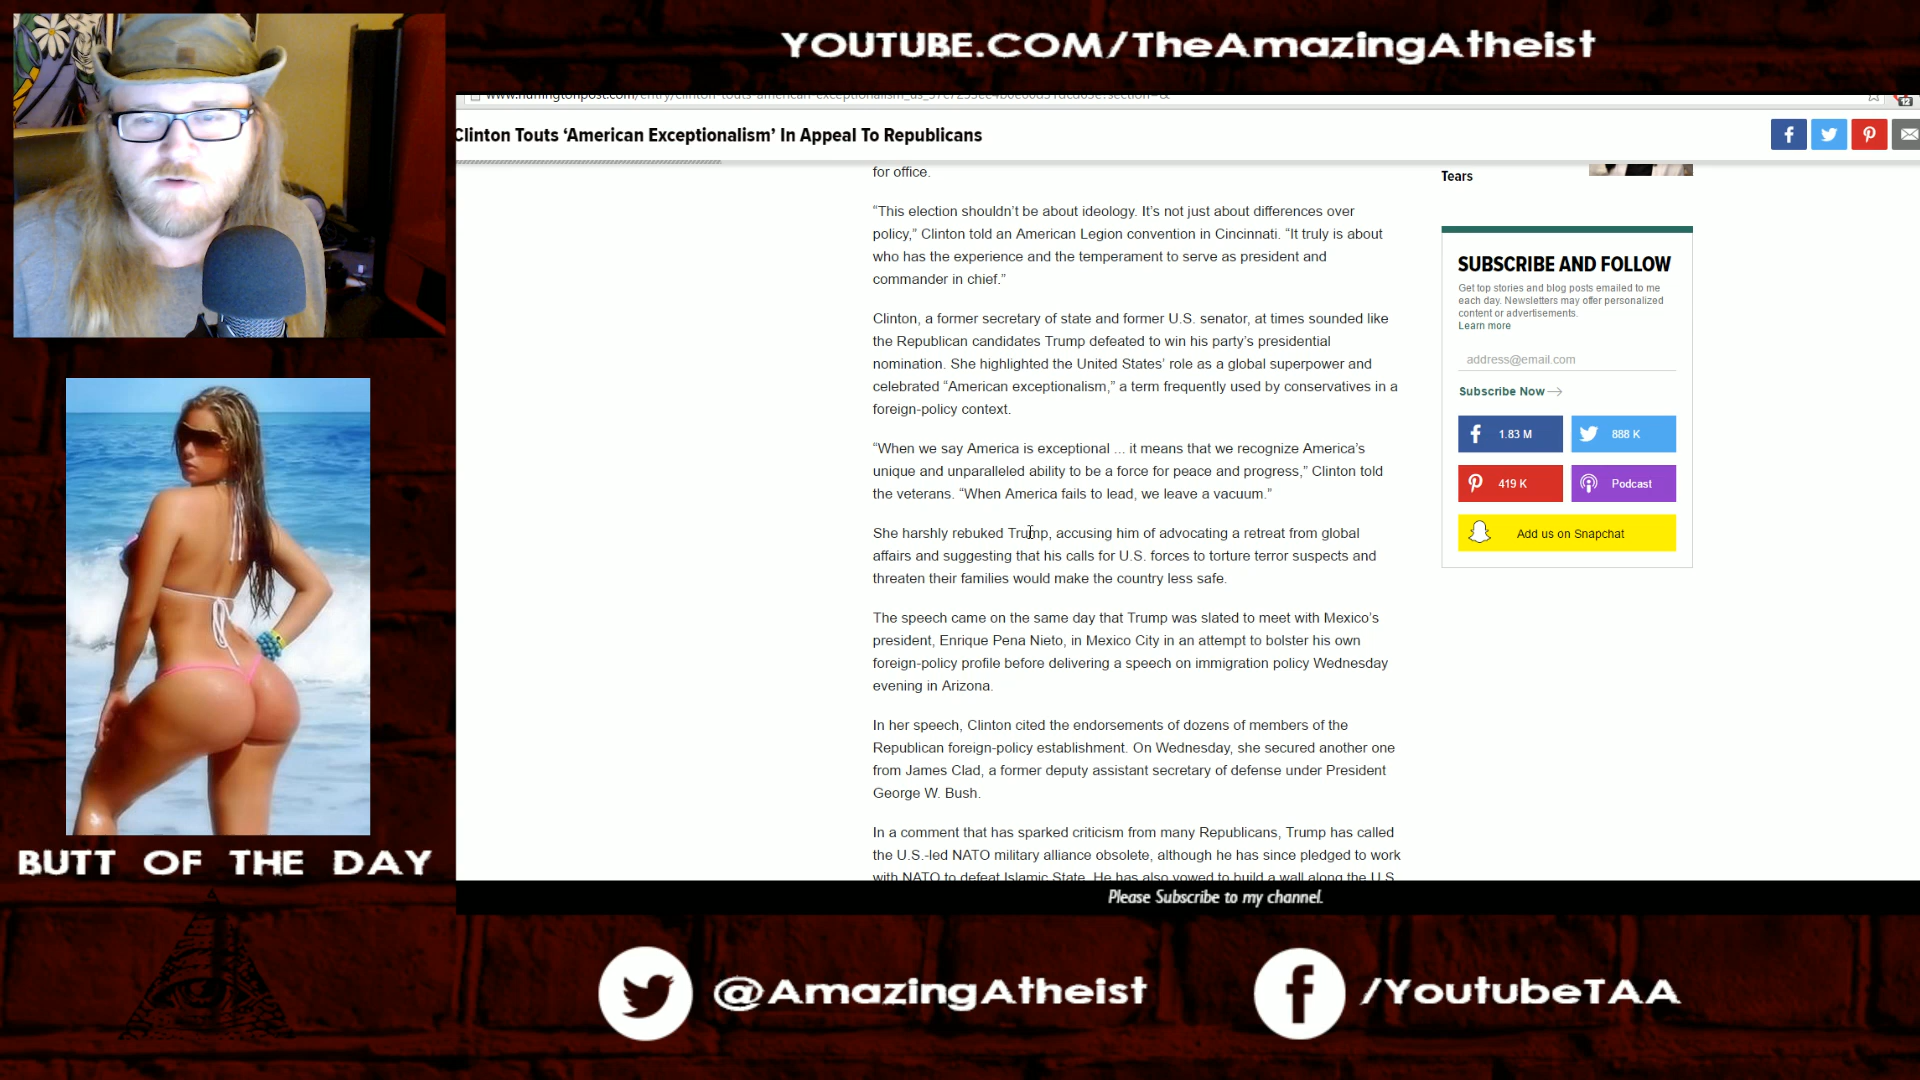 YOUTUBE.COM/TheAmazingAtheist
Clinton Touts ‘American Exceptionalism’ In Appeal To Republicans
12
for office.
“This election shouldn’t be about ideology. It’s not just about differences over
policy,” Clinton told an American Legion convention in Cincinnati. “It truly is about
who has the experience and the temperament to serve as president and
commander in chief.”
Clinton, a former secretary of state and former U.S. senator, at times sounded like
the Republican candidates Trump defeated to win his party’s presidential
nomination. She highlighted the United States’ role as a global superpower and
celebrated “American exceptionalism,” a term frequently used by conservatives in a
foreign-policy context.
“When we say America is exceptional ... it means that we recognize America’s
unique and unparalleled ability to be a force for peace and progress,” Clinton told
the veterans. “When America fails to lead, we leave a vacuum.”
She harshly rebuked Trump, accusing him of advocating a retreat from global
affairs and suggesting that his calls for U.S. forces to torture terror suspects and
threaten their families would make the country less safe.
The speech came on the same day that Trump was slated to meet with Mexico’s
president, Enrique Pena Nieto, in Mexico City in an attempt to bolster his own
foreign-policy profile before delivering a speech on immigration policy Wednesday
evening in Arizona.
In her speech, Clinton cited the endorsements of dozens of members of the
Republican foreign-policy establishment. On Wednesday, she secured another one
from James Clad, a former deputy assistant secretary of defense under President
George W. Bush.
In a comment that has sparked criticism from many Republicans, Trump has called
the U.S.-led NATO military alliance obsolete, although he has since pledged to work
with NATO to defeat Islamic State. He has also vowed to build a wall along the U.S.
Tears
SUBSCRIBE AND FOLLOW
Get top stories and blog posts emailed to me
each day. Newsletters may offer personalized
content or advertisements.
Learn more
address@email.com
Subscribe Now
1.83 M
888 K
419 K
Podcast
Add us on Snapchat
BUTT OF THE DAY
Please Subscribe to my channel.
@AmazingAtheist
/YoutubeTAA